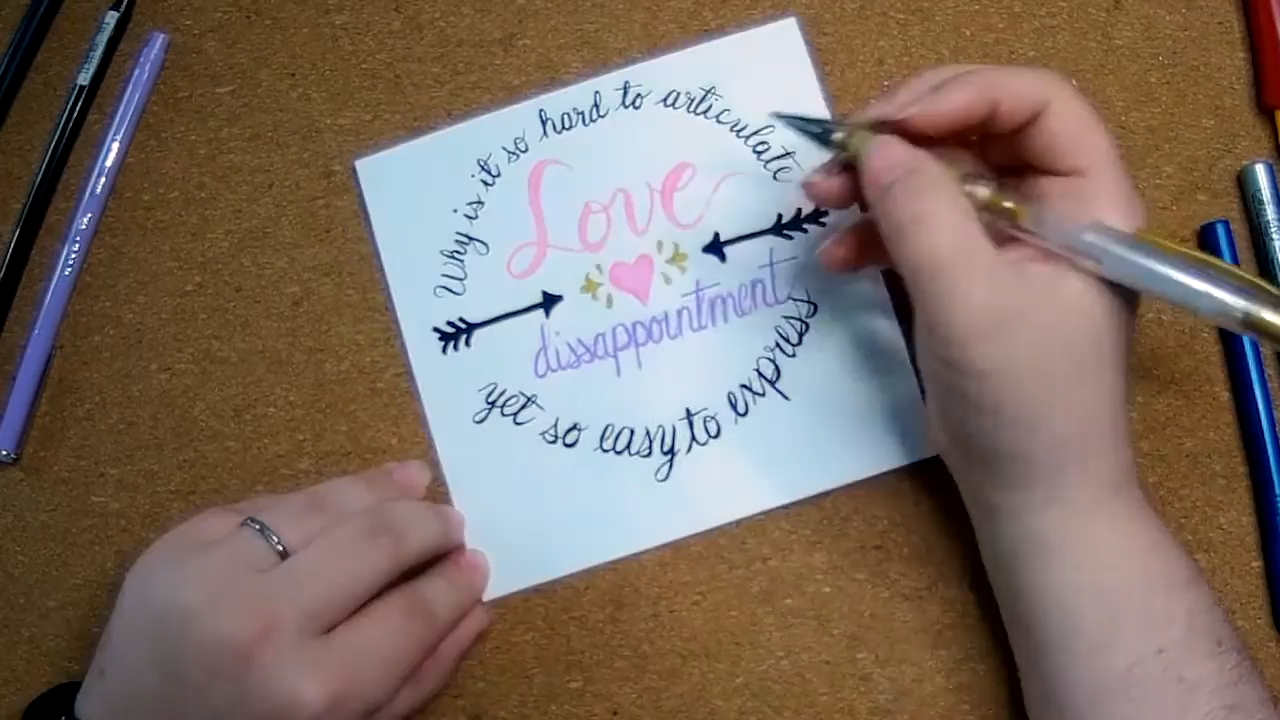 Why is it so hard to articulate
Love
dissappointment
yet so easy to express